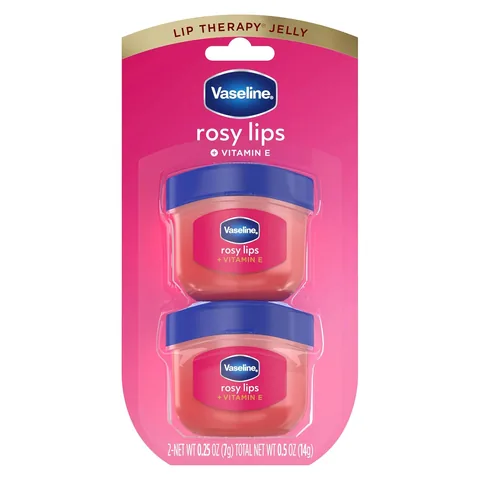 LIP THERAPY® JELLY
Vaseline®
rosy lips
+ VITAMIN E
Vaseline®
rosy lips
+ VITAMIN E
Vaseline®
rosy lips
+ VITAMIN E
2-NET WT 0.25 OZ (7g) TOTAL NET WT 0.5 OZ (14g)